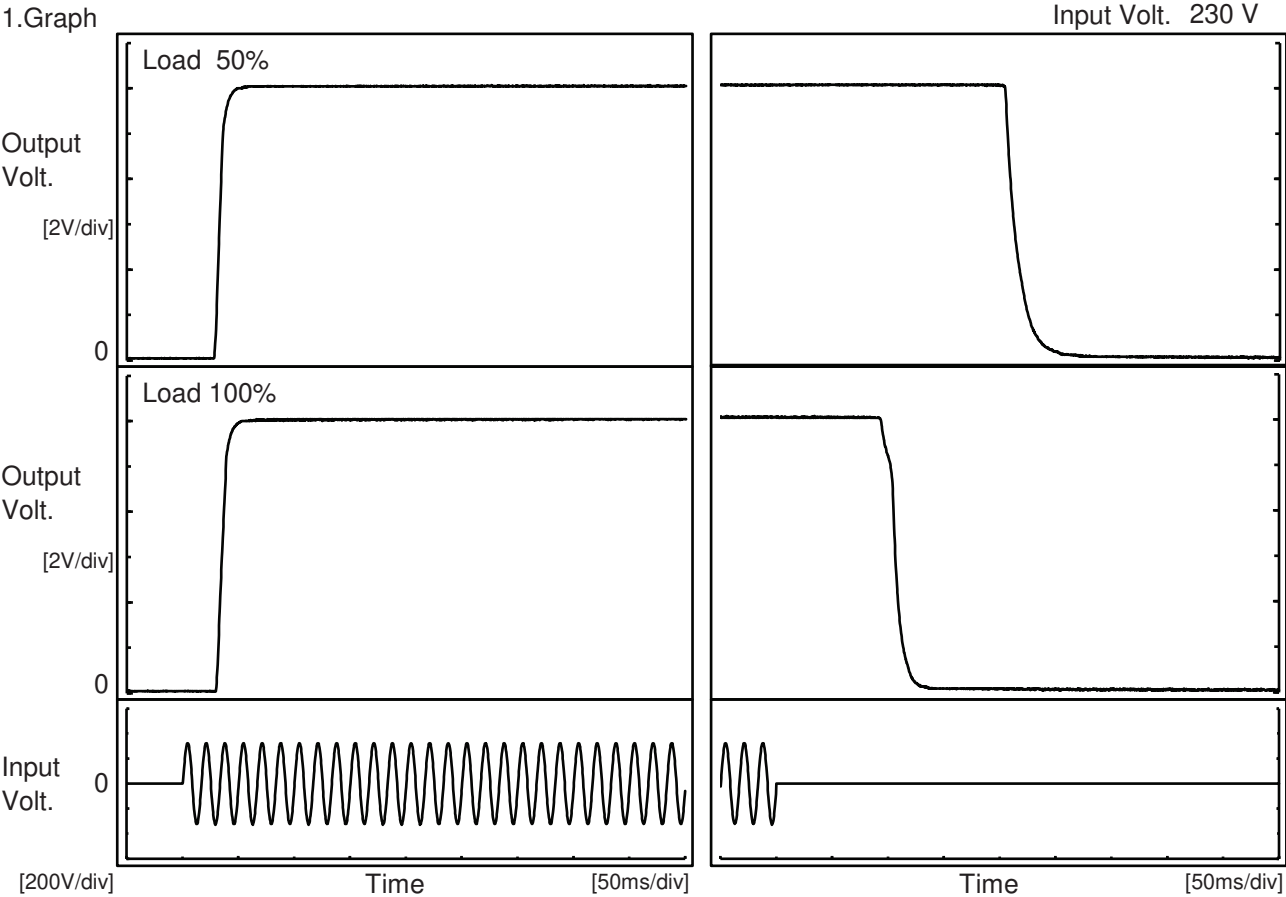 1.Graph
Input Volt. 230 V
Load 50%
Output
Volt.
[2V/div]
0
Load 100%
Output
Volt.
[2V/div]
0
Input
Volt.
0
[200V/div]
Time
[50ms/div]
Time
[50ms/div]